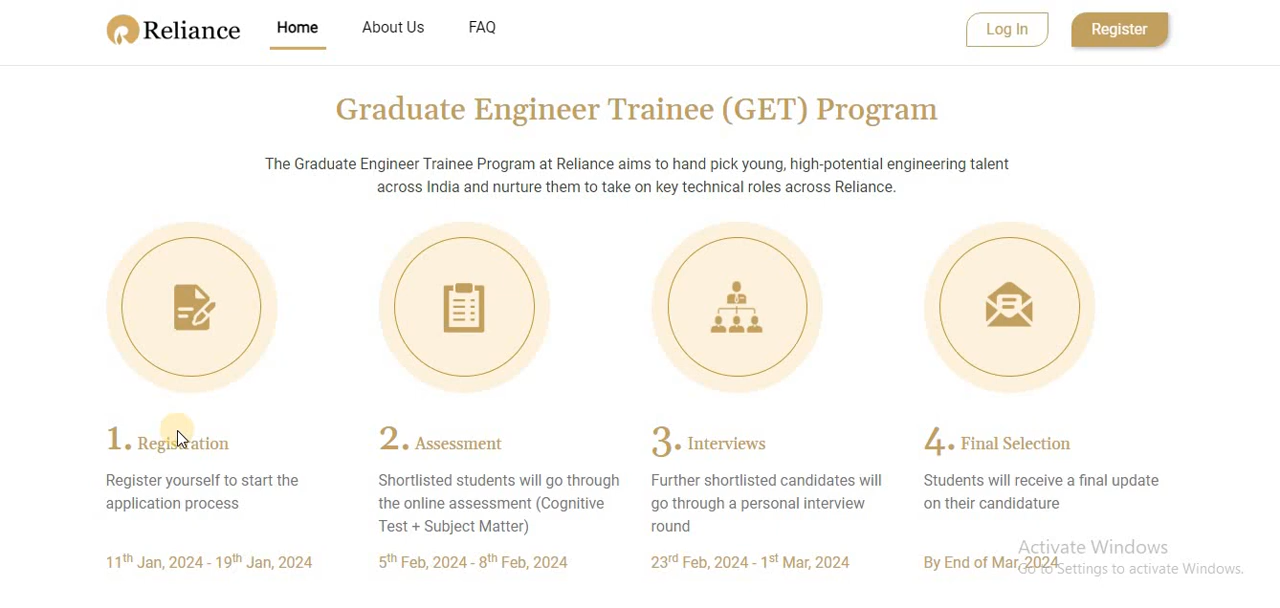 Reliance
Home
About Us
FAQ
Log In
Register
Graduate Engineer Trainee (GET) Program
The Graduate Engineer Trainee Program at Reliance aims to hand pick young, high-potential engineering talent
across India and nurture them to take on key technical roles across Reliance.
1. Registration
Register yourself to start the
application process
11th Jan, 2024 - 19th Jan, 2024
2. Assessment
Shortlisted students will go through
the online assessment (Cognitive
Test + Subject Matter)
5th Feb, 2024 - 8th Feb, 2024
3. Interviews
Further shortlisted candidates will
go through a personal interview
round
23rd Feb, 2024 - 1st Mar, 2024
4. Final Selection
Students will receive a final update
on their candidature
By End of Mar, 2024
Activate Windows
Go to Settings to activate Windows.